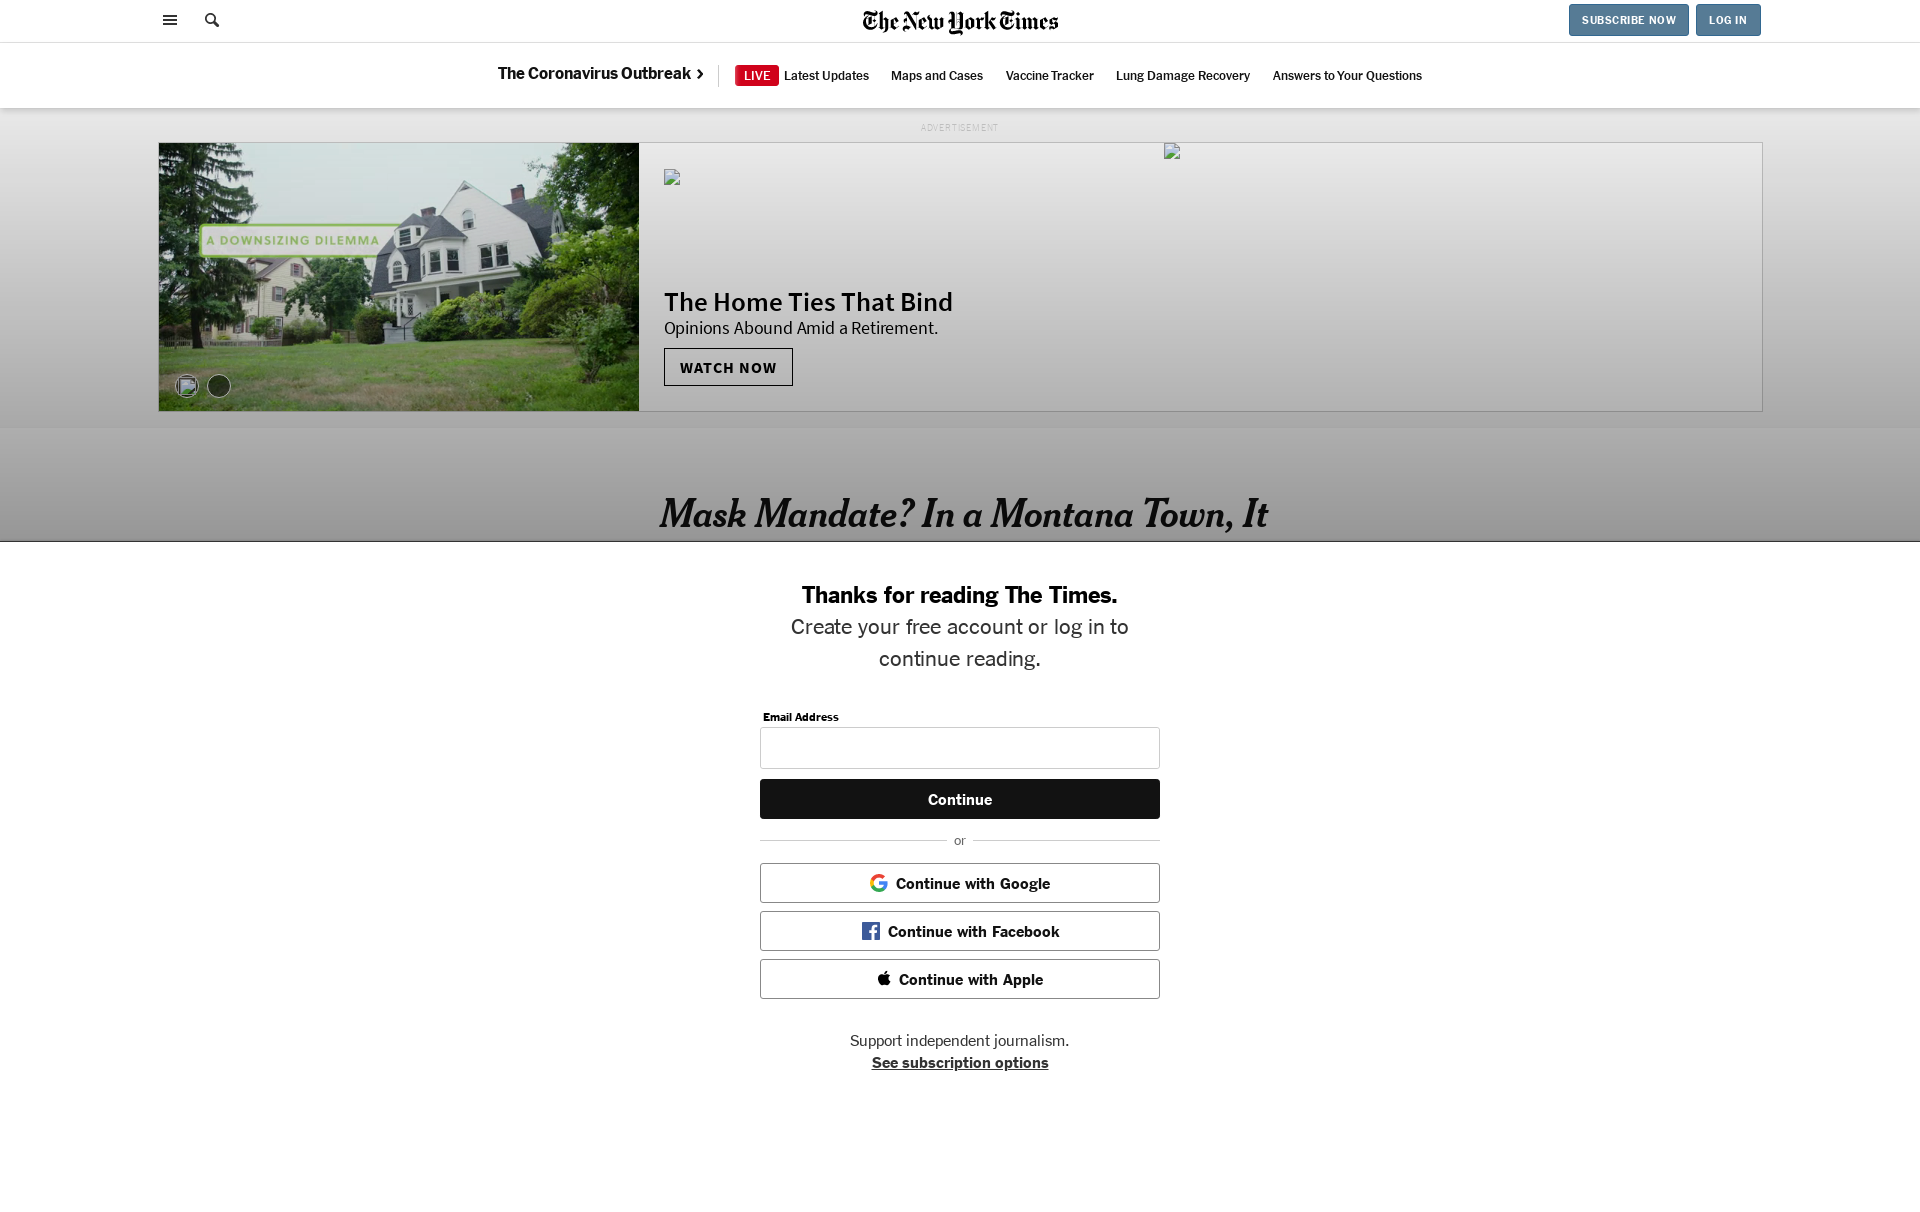 The New York Times
SUBSCRIBE NOW
LOG IN
The Coronavirus Outbreak
LIVE Latest Updates
Maps and Cases
Vaccine Tracker
Lung Damage Recovery
Answers to Your Questions
ADVERTISEMENT
A DOWNSIZING DILEMMA
The Home Ties That Bind
Opinions Abound Amid a Retirement.
WATCH NOW
Mask Mandate? In a Montana Town, It
Thanks for reading The Times.
Create your free account or log in to
continue reading.
Email Address
Continue
or
Continue with Google
Continue with Facebook
Continue with Apple
Support independent journalism.
See subscription options